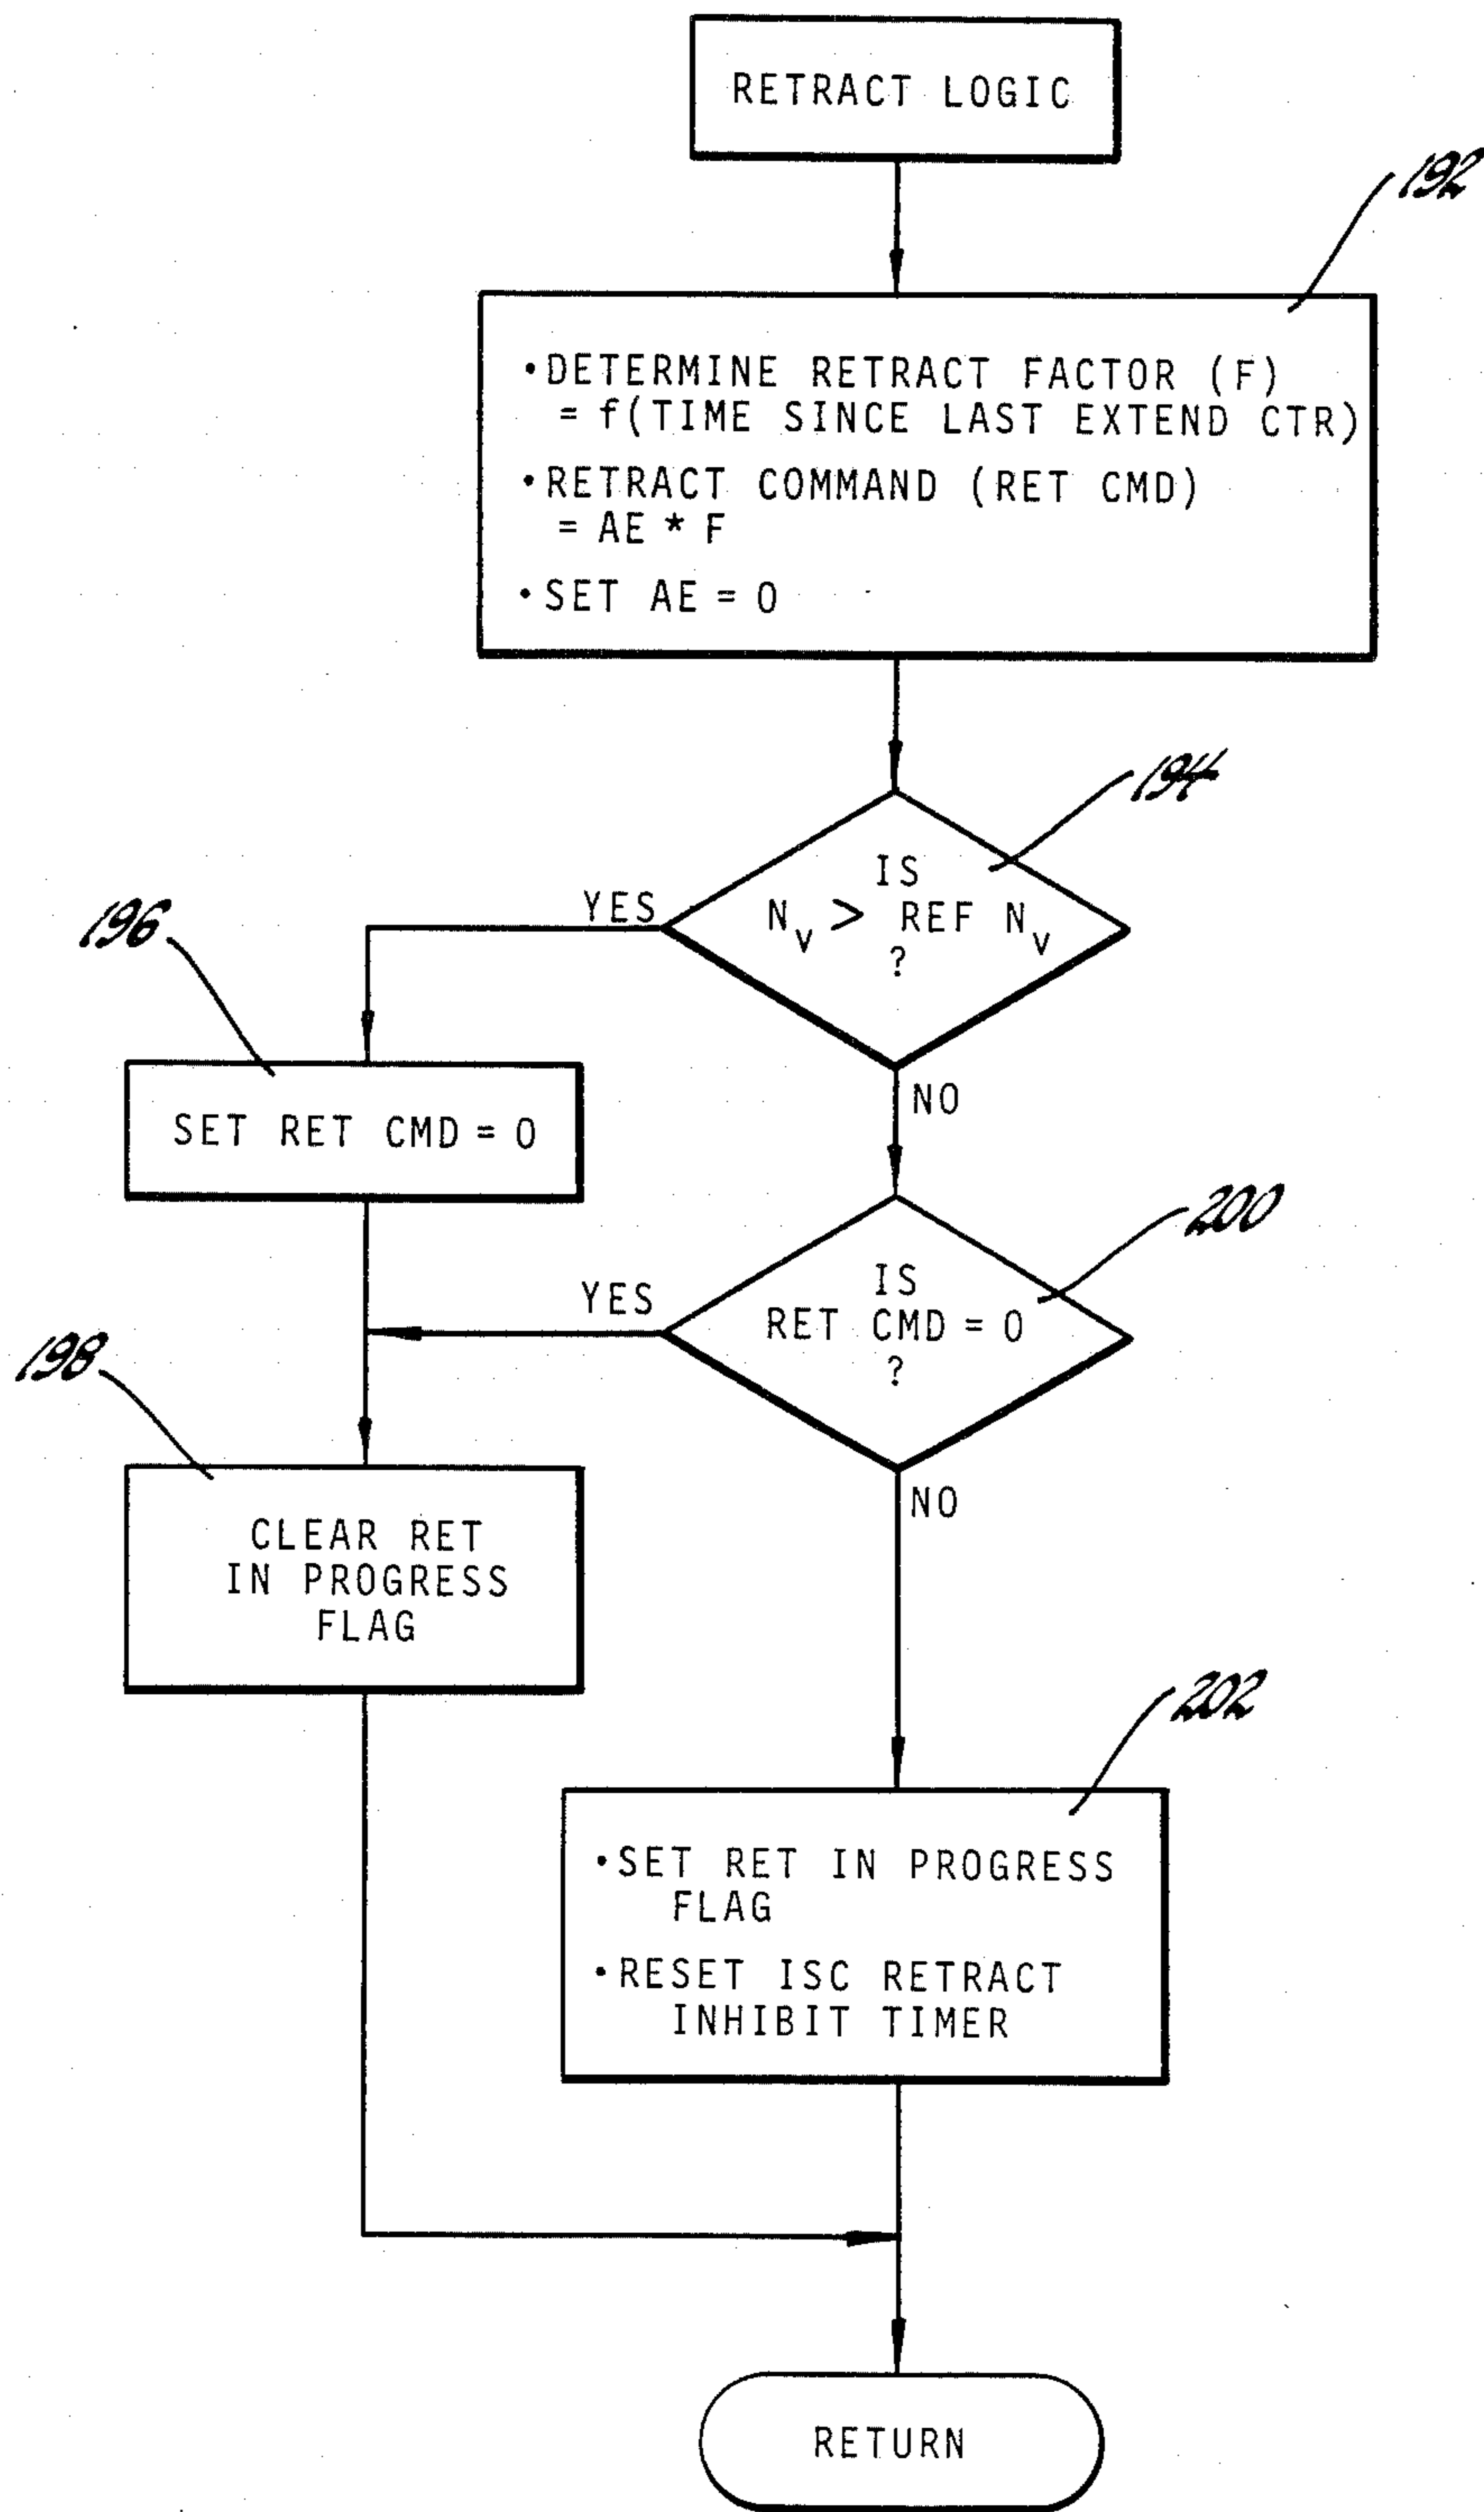 RETRACT LOGIC
192
•DETERMINE RETRACT FACTOR (F)
= f(TIME SINCE LAST EXTEND CTR)
•RETRACT COMMAND (RET CMD)
= AE * F
•SET AE = 0
194
IS
N_v > REF N_v
?
YES
196
NO
SET RET CMD = 0
200
IS
RET CMD = 0
?
YES
198
NO
CLEAR RET
IN PROGRESS
FLAG
202
•SET RET IN PROGRESS
FLAG
•RESET ISC RETRACT
INHIBIT TIMER
RETURN